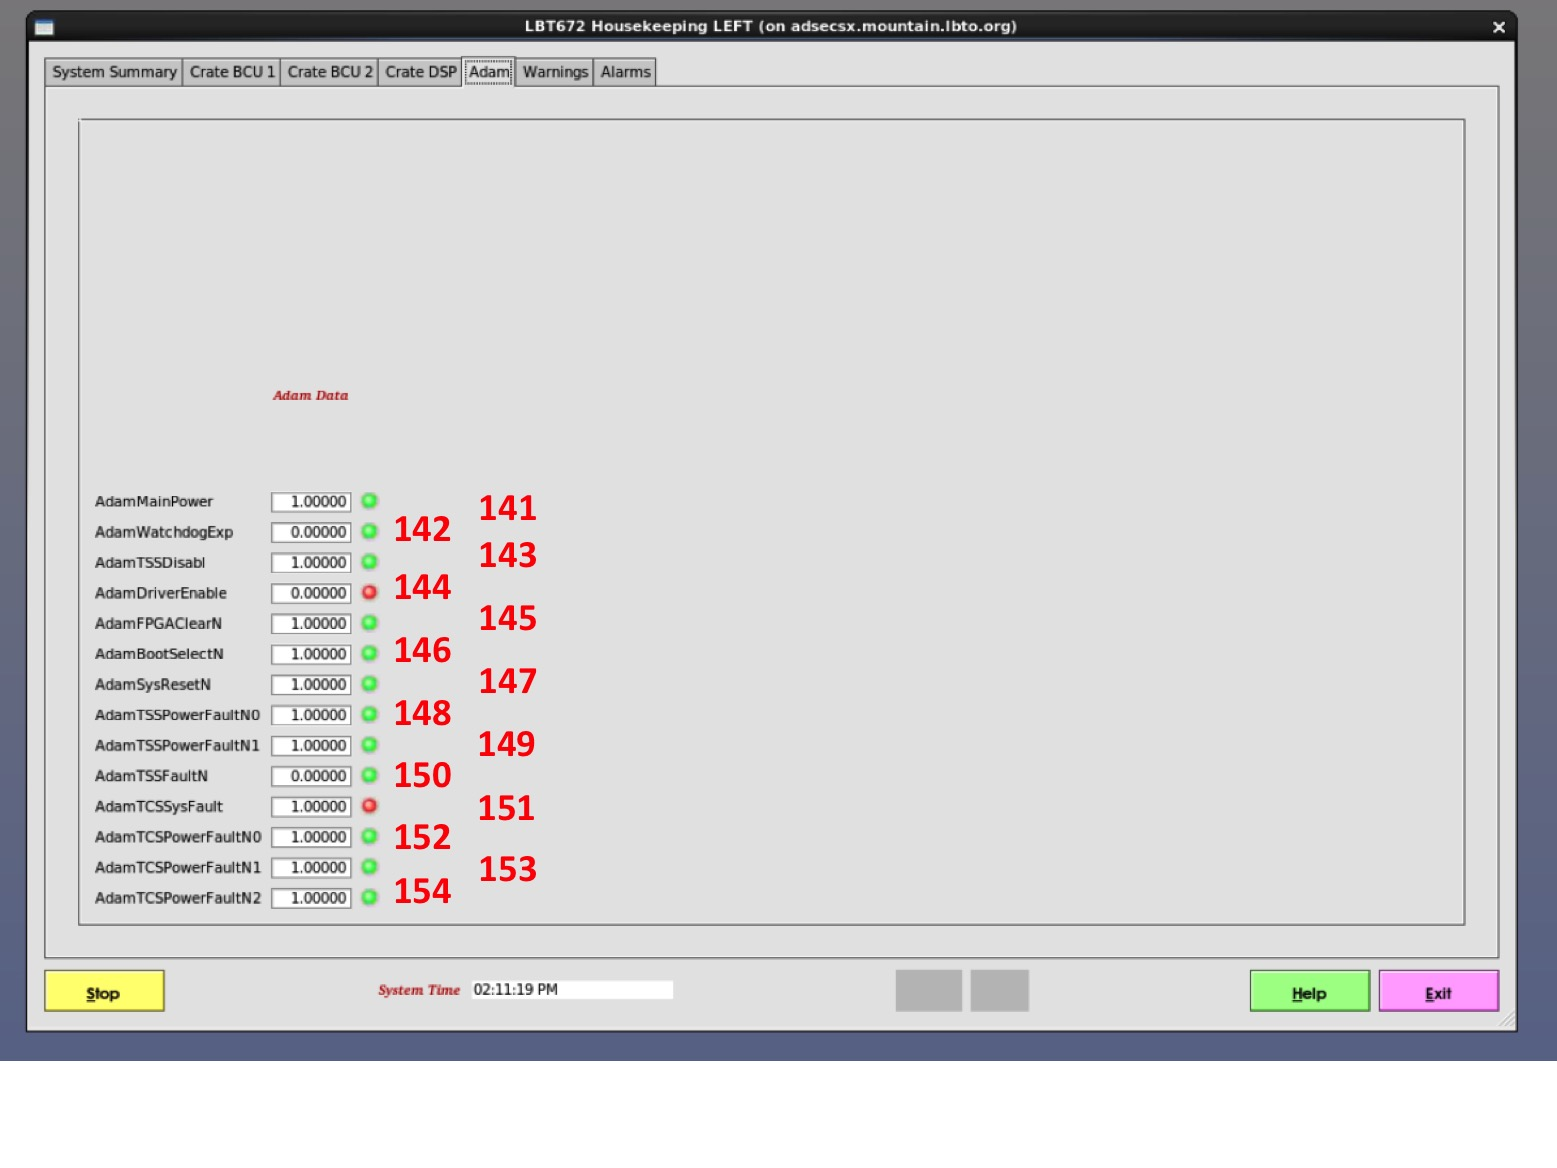 LBT672 Housekeeping LEFT (on adsecsx.mountain.lbto.org)
System Summary Crate BCU 1 Crate BCU 2 Crate DSP Adam Warnings Alarms
Adam Data
AdamMainPower 1.00000 141
AdamWatchdogExp 0.00000 142
AdamTSSDisabl 1.00000 143
AdamDriverEnable 0.00000 144
AdamFPGAClearN 1.00000 145
AdamBootSelectN 1.00000 146
AdamSysResetN 1.00000 147
AdamTSSPowerFaultN0 1.00000 148
AdamTSSPowerFaultN1 1.00000 149
AdamTSSFaultN 0.00000 150
AdamTCSSysFault 1.00000 151
AdamTCSPowerFaultN0 1.00000 152
AdamTCSPowerFaultN1 1.00000 153
AdamTCSPowerFaultN2 1.00000 154
Stop System Time 02:11:19 PM Help Exit